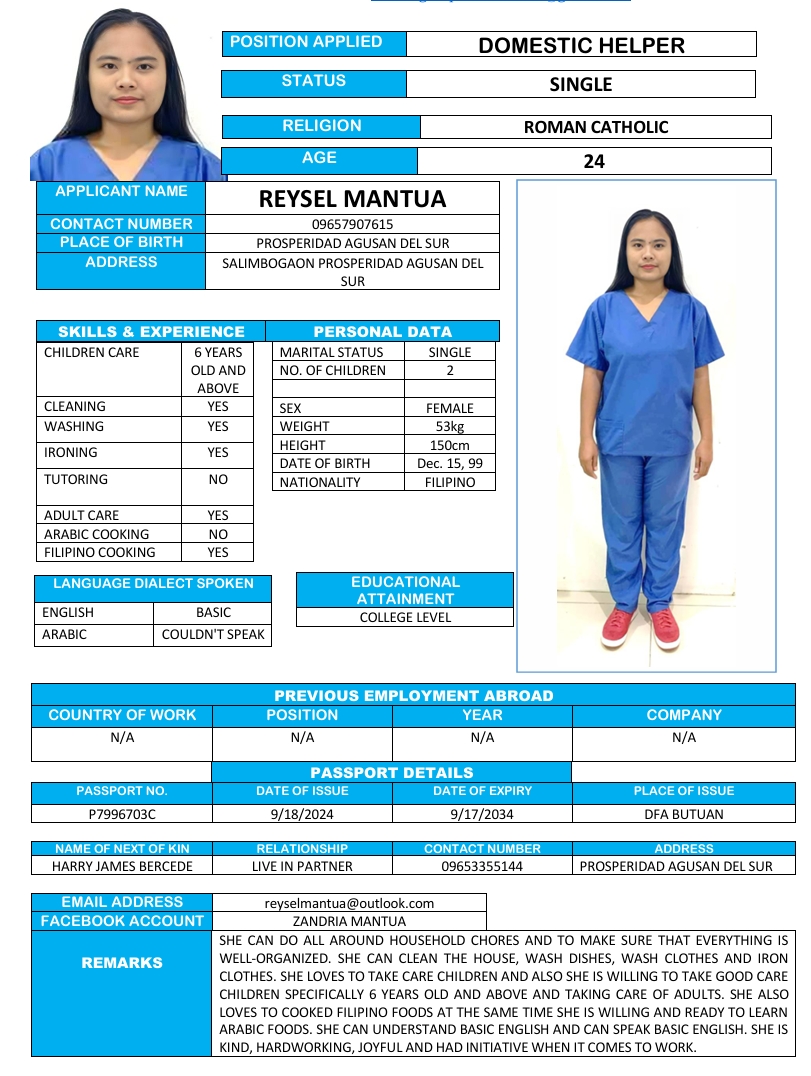 POSITION APPLIED DOMESTIC HELPER
STATUS SINGLE
RELIGION ROMAN CATHOLIC
AGE 24
APPLICANT NAME REYSEL MANTUA
CONTACT NUMBER 09657907615
PLACE OF BIRTH PROSPERIDAD AGUSAN DEL SUR
ADDRESS SALIMBOGAON PROSPERIDAD AGUSAN DEL
SUR
SKILLS & EXPERIENCE
CHILDREN CARE 6 YEARS
OLD AND
ABOVE
CLEANING YES
WASHING YES
IRONING YES
TUTORING NO
ADULT CARE YES
ARABIC COOKING NO
FILIPINO COOKING YES
PERSONAL DATA
MARITAL STATUS SINGLE
NO. OF CHILDREN 2
SEX FEMALE
WEIGHT 53kg
HEIGHT 150cm
DATE OF BIRTH Dec. 15, 99
NATIONALITY FILIPINO
LANGUAGE DIALECT SPOKEN
ENGLISH BASIC
ARABIC COULDN'T SPEAK
EDUCATIONAL
ATTAINMENT
COLLEGE LEVEL
PREVIOUS EMPLOYMENT ABROAD
COUNTRY OF WORK POSITION YEAR COMPANY
N/A N/A N/A N/A
PASSPORT DETAILS
PASSPORT NO. DATE OF ISSUE DATE OF EXPIRY PLACE OF ISSUE
P7996703C 9/18/2024 9/17/2034 DFA BUTUAN
NAME OF NEXT OF KIN RELATIONSHIP CONTACT NUMBER ADDRESS
HARRY JAMES BERCEDE LIVE IN PARTNER 09653355144 PROSPERIDAD AGUSAN DEL SUR
EMAIL ADDRESS reyselmantua@outlook.com
FACEBOOK ACCOUNT ZANDRIA MANTUA
REMARKS
SHE CAN DO ALL AROUND HOUSEHOLD CHORES AND TO MAKE SURE THAT EVERYTHING IS
WELL-ORGANIZED. SHE CAN CLEAN THE HOUSE, WASH DISHES, WASH CLOTHES AND IRON
CLOTHES. SHE LOVES TO TAKE CARE CHILDREN AND ALSO SHE IS WILLING TO TAKE GOOD CARE
CHILDREN SPECIFICALLY 6 YEARS OLD AND ABOVE AND TAKING CARE OF ADULTS. SHE ALSO
LOVES TO COOKED FILIPINO FOODS AT THE SAME TIME SHE IS WILLING AND READY TO LEARN
ARABIC FOODS. SHE CAN UNDERSTAND BASIC ENGLISH AND CAN SPEAK BASIC ENGLISH. SHE IS
KIND, HARDWORKING, JOYFUL AND HAD INITIATIVE WHEN IT COMES TO WORK.